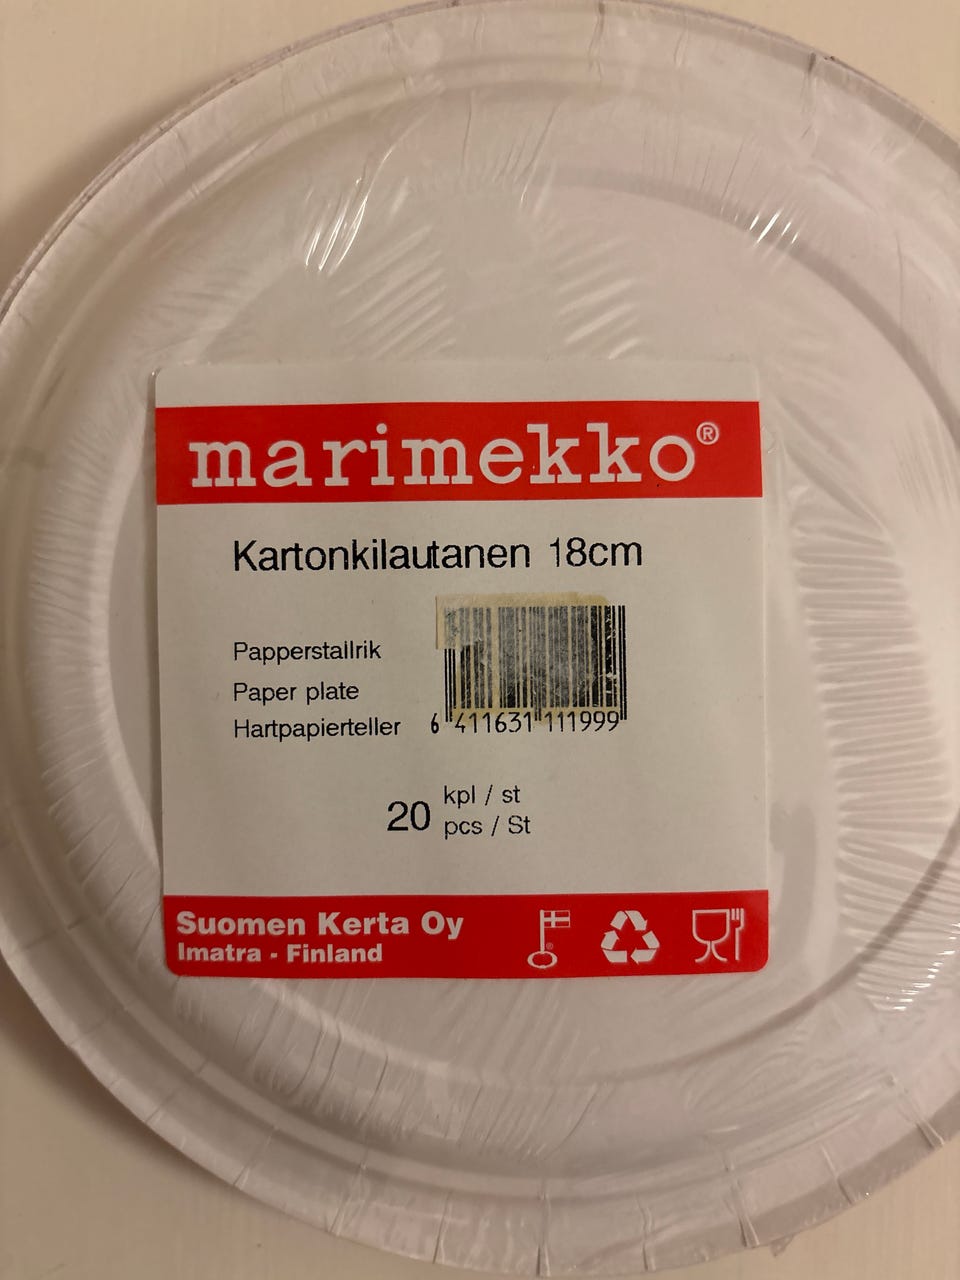 marimekko®
Kartonkilautanen 18cm
Papperstallrik
Paper plate
Hartpapierteller
6 411631 111999
20 kpl / st
pcs / St
Suomen Kerta Oy
Imatra - Finland